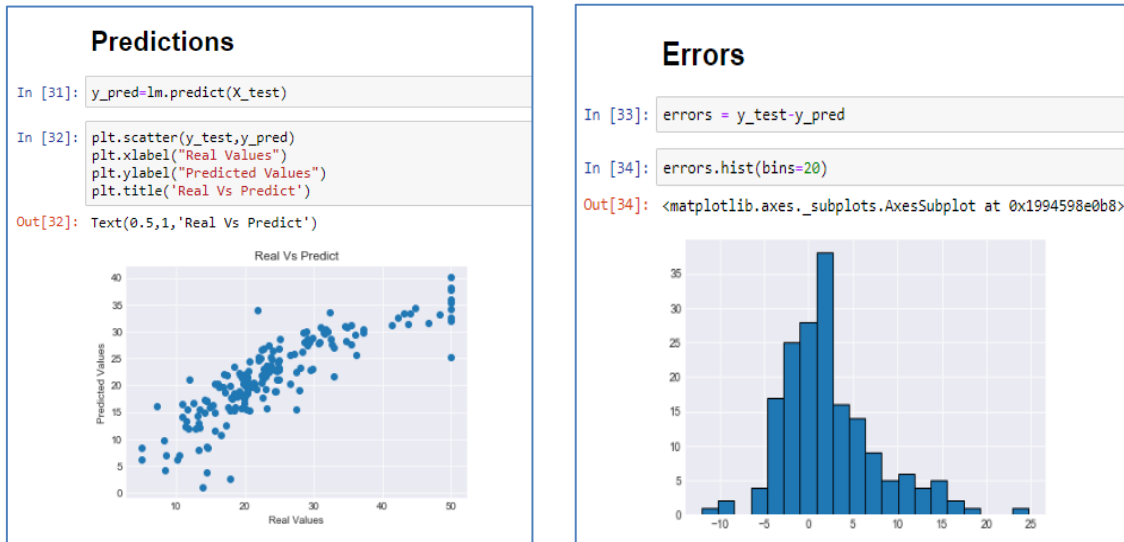 Predictions
In [31]: y_pred=lm.predict(X_test)
In [32]: plt.scatter(y_test,y_pred)
plt.xlabel("Real Values")
plt.ylabel("Predicted Values")
plt.title('Real Vs Predict')
Out[32]: Text(0.5,1,'Real Vs Predict')
Real Vs Predict
40
35
30
25
20
15
10
5
0
Predicted Values
10 20 30 40 50
Real Values
Errors
In [33]: errors = y_test-y_pred
In [34]: errors.hist(bins=20)
Out[34]: <matplotlib.axes._subplots.AxesSubplot at 0x1994598e0b8>
35
30
25
20
15
10
5
0
−10 −5 0 5 10 15 20 25